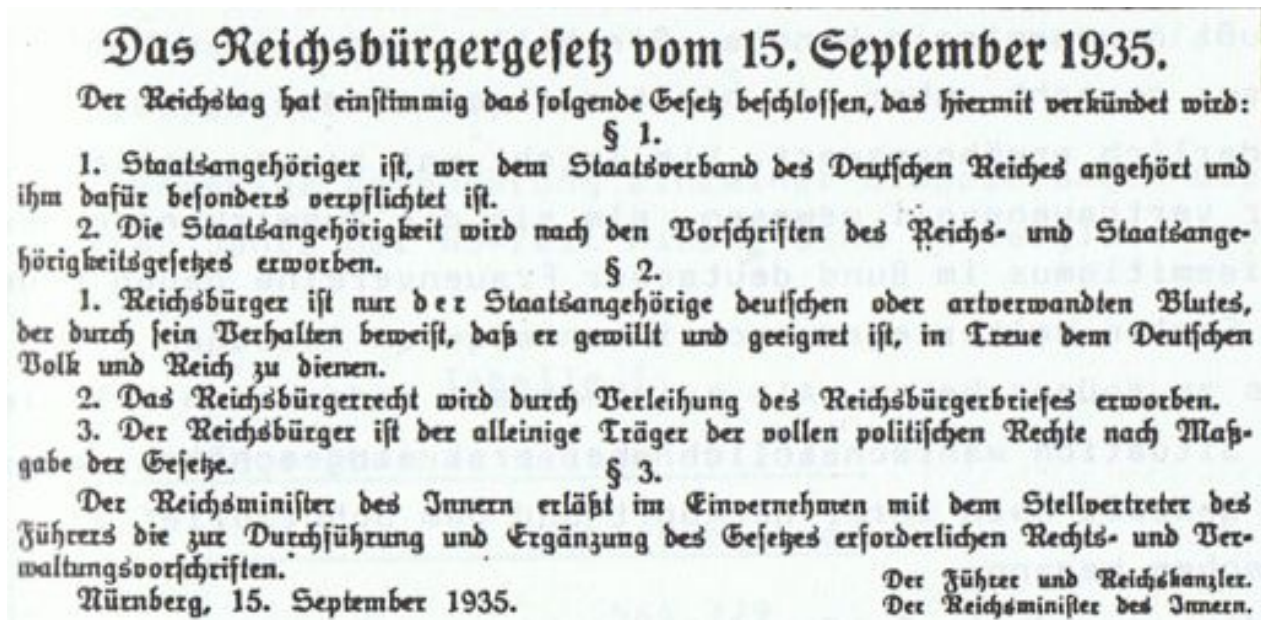 Das Reichsbürgergesetz vom 15. September 1935.
Der Reichstag hat einstimmig das folgende Gesetz beschlossen, das hiermit verkündet wird:
§ 1.
1. Staatsangehöriger ist, wer dem Staatsverband des Deutschen Reiches angehört und
ihm dafür besonders verpflichtet ist.
2. Die Staatsangehörigkeit wird nach den Vorschriften des Reichs- und Staatsange-
hörigkeitsgesetzes erworben.
§ 2.
1. Reichsbürger ist nur der Staatsangehörige deutschen oder artverwandten Blutes,
der durch sein Verhalten beweist, daß er gewillt und geeignet ist, in Treue dem Deutschen
Volk und Reich zu dienen.
2. Das Reichsbürgerrecht wird durch Verleihung des Reichsbürgerbriefes erworben.
3. Der Reichsbürger ist der alleinige Träger der vollen politischen Rechte nach Maß-
gabe der Gesetze.
§ 3.
Der Reichsminister des Innern erläßt im Einvernehmen mit dem Stellvertreter des
Führers die zur Durchführung und Ergänzung des Gesetzes erforderlichen Rechts- und Ver-
waltungsvorschriften.
Nürnberg, 15. September 1935.
Der Führer und Reichskanzler.
Der Reichsminister des Innern.